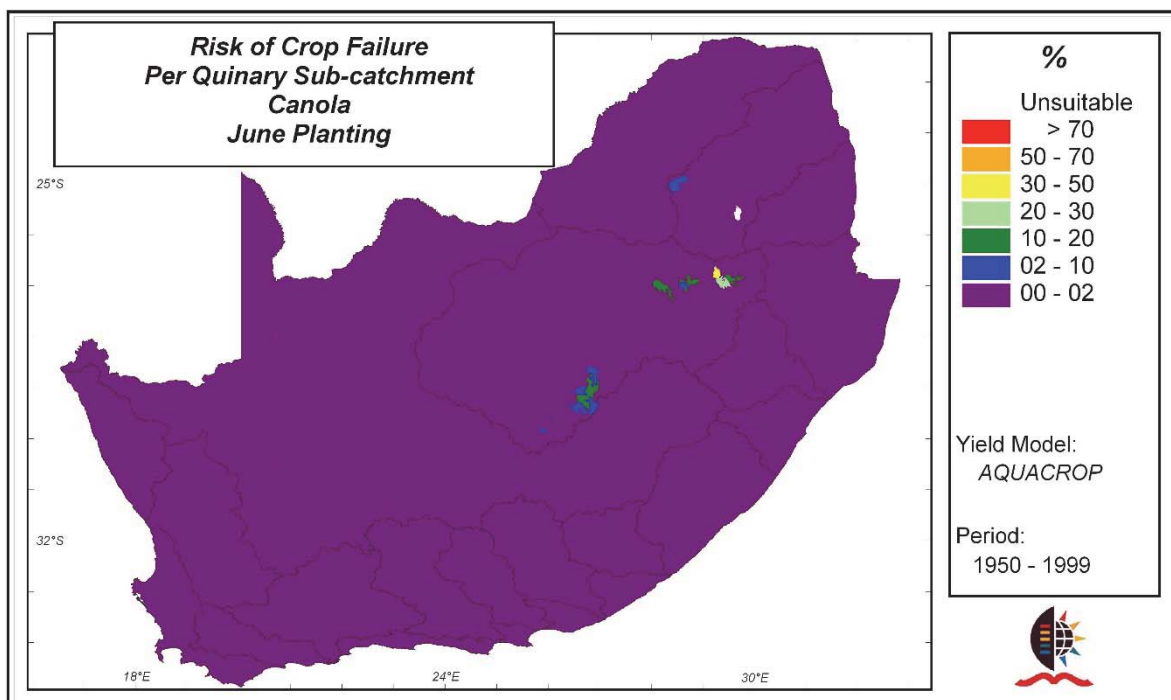 Risk of Crop Failure
Per Quinary Sub-catchment
Canola
June Planting
25°S
32°S
18°E
24°E
30°E
%
Unsuitable
> 70
50 - 70
30 - 50
20 - 30
10 - 20
02 - 10
00 - 02
Yield Model:
AQUACROP
Period:
1950 - 1999